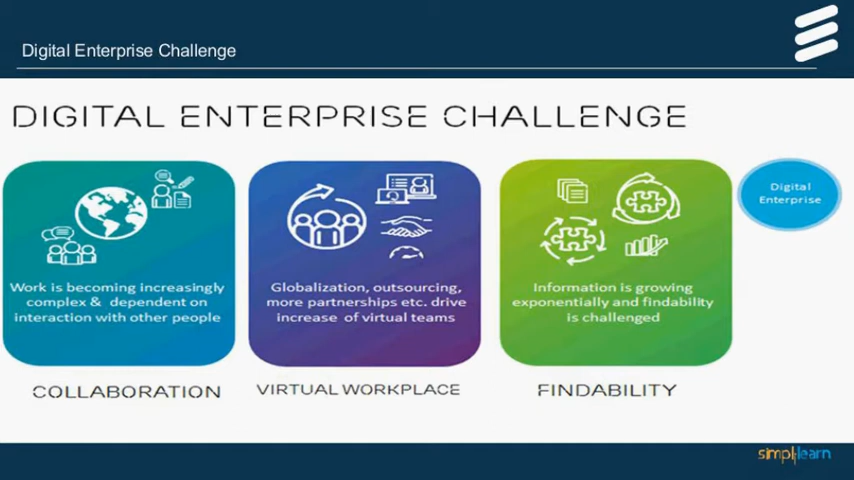 Digital Enterprise Challenge
DIGITAL ENTERPRISE CHALLENGE
Work is becoming increasingly
complex & dependent on
interaction with other people
COLLABORATION
Globalization, outsourcing,
more partnerships etc. drive
increase of virtual teams
VIRTUAL WORKPLACE
Information is growing
exponentially and findability
is challenged
FINDABILITY
Digital
Enterprise
simplilearn